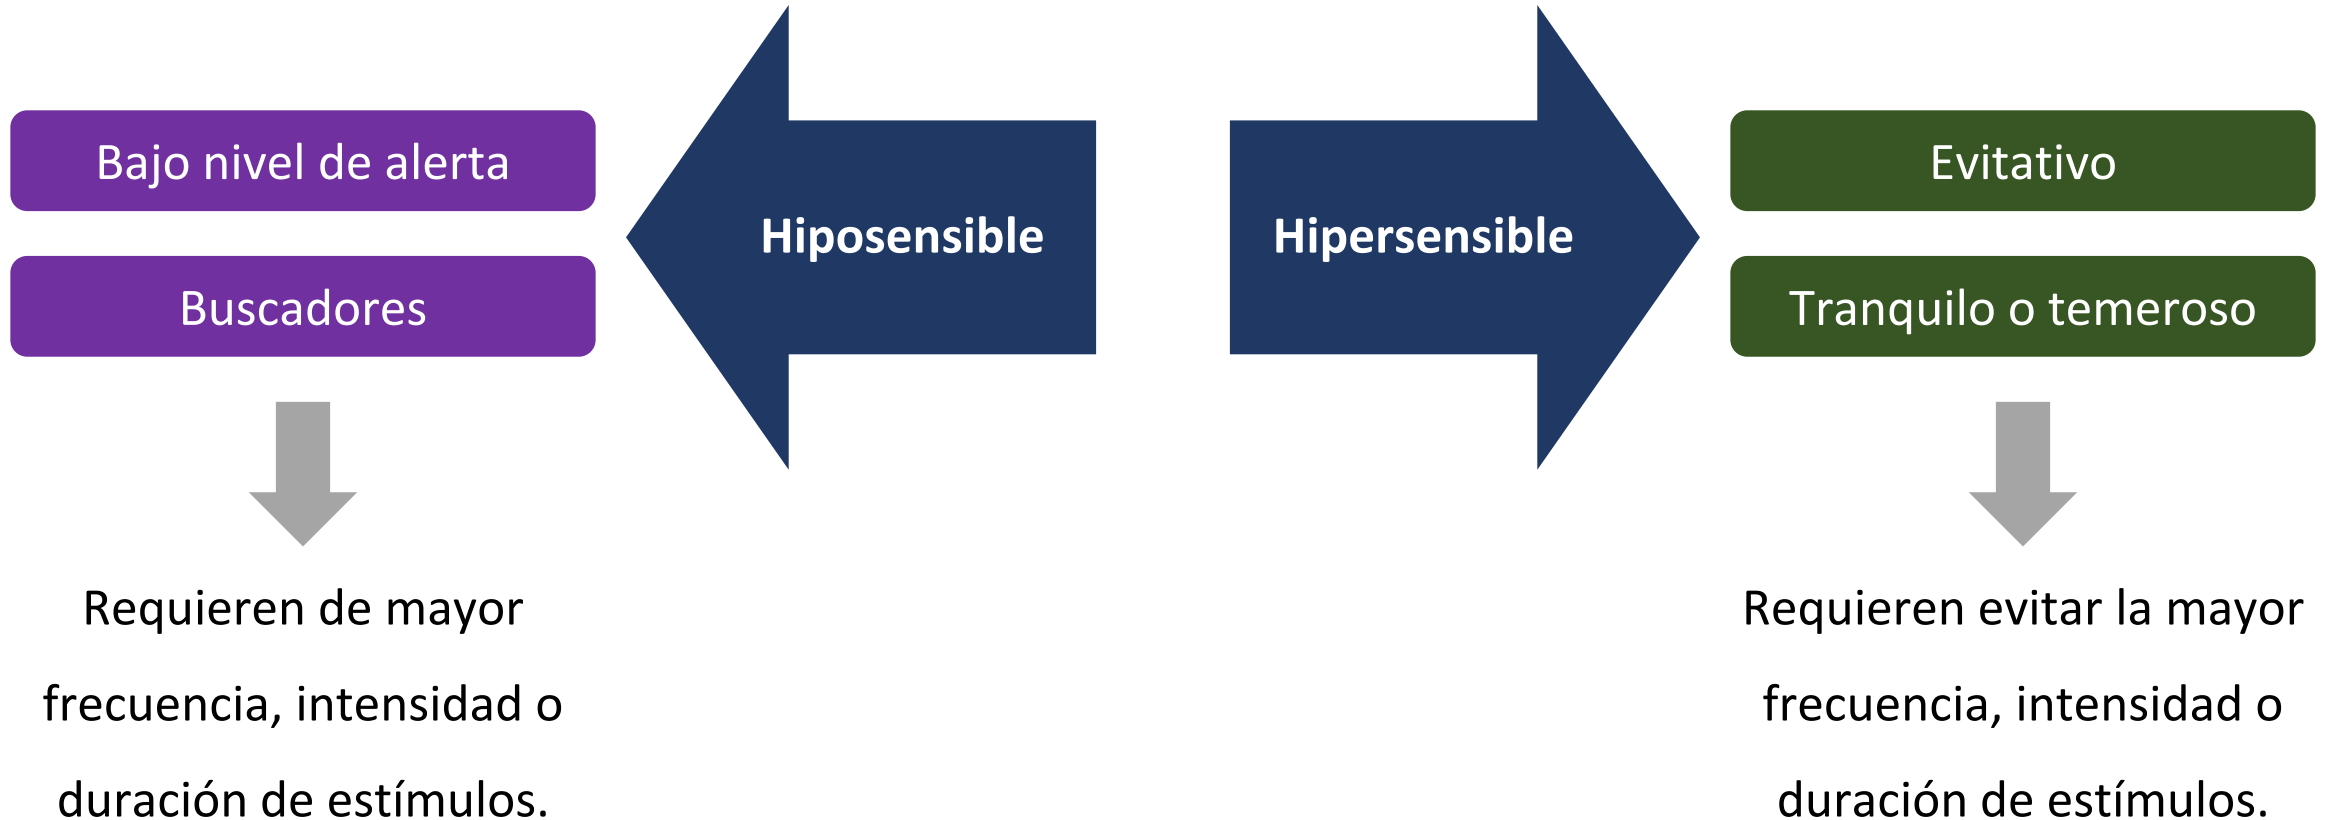 Bajo nivel de alerta
Buscadores
Requieren de mayor
frecuencia, intensidad o
duración de estímulos.
Hiposensible
Hipersensible
Evitativo
Tranquilo o temeroso
Requieren evitar la mayor
frecuencia, intensidad o
duración de estímulos.